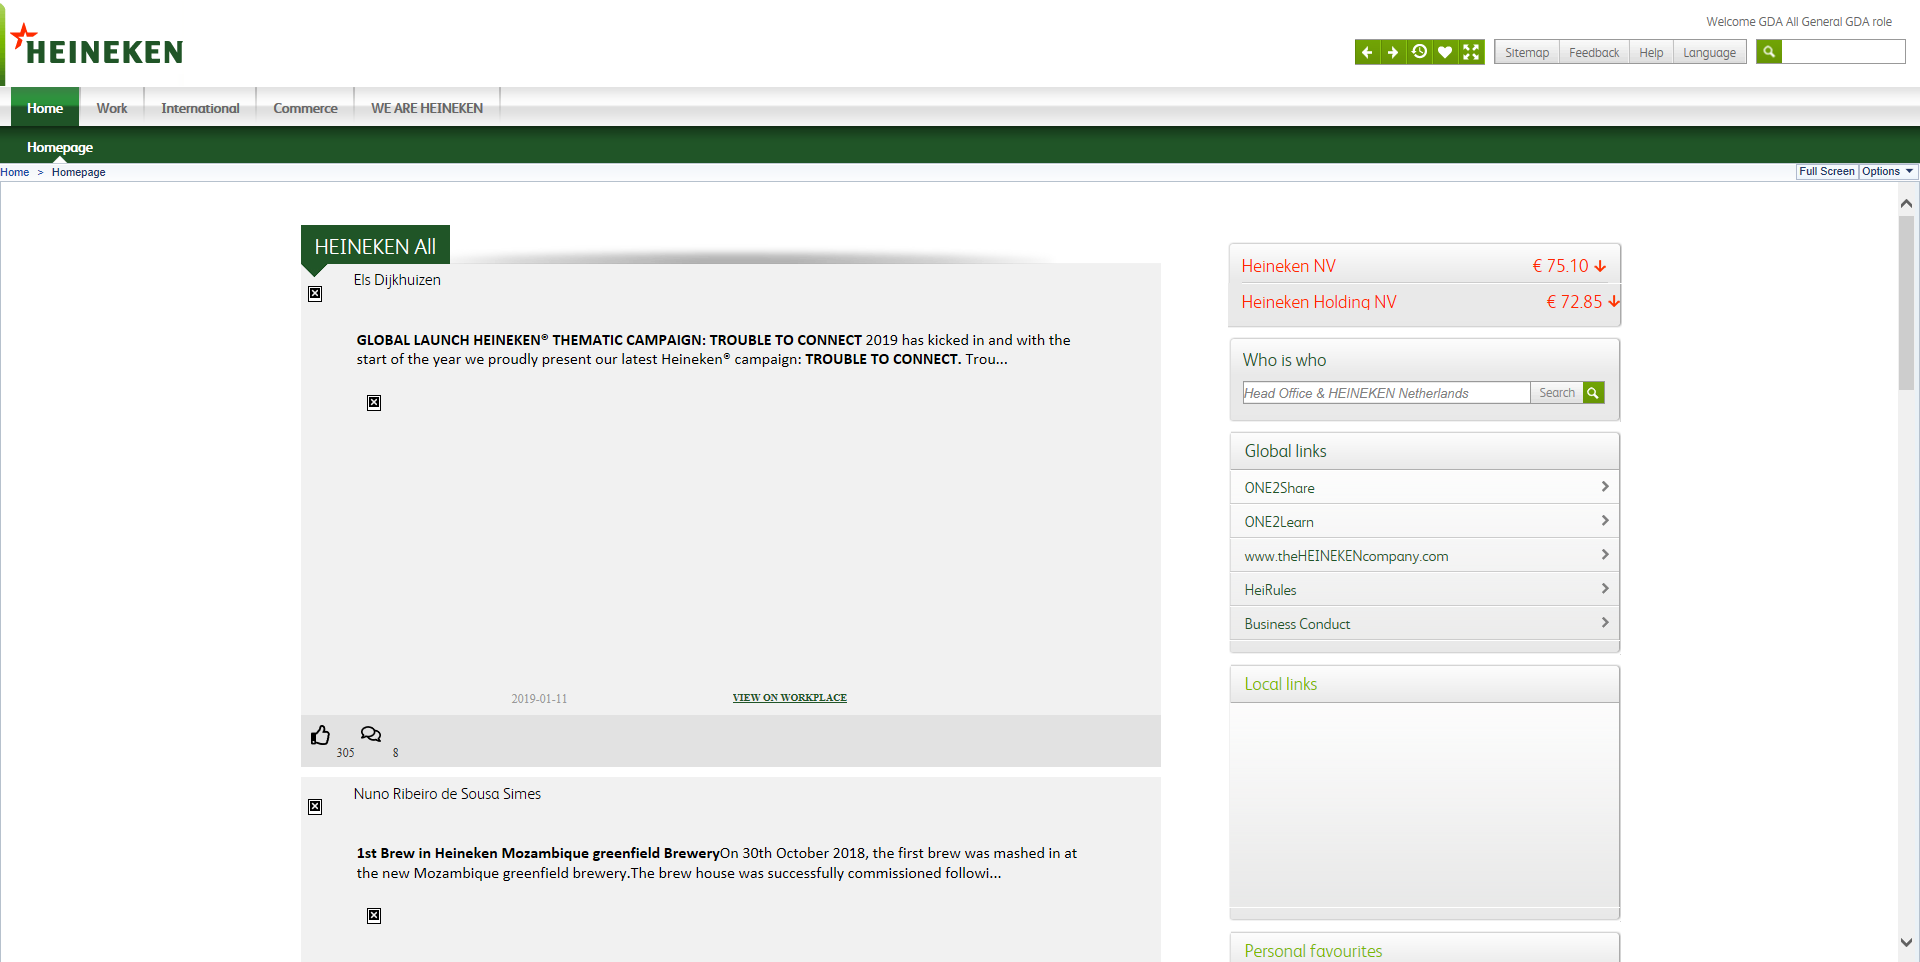 Welcome GDA All General GDA role
HEINEKEN
Sitemap Feedback Help Language
Home Work International Commerce WE ARE HEINEKEN
Homepage
Home > Homepage
Full Screen Options
HEINEKEN All
Els Dijkhuizen
GLOBAL LAUNCH HEINEKEN® THEMATIC CAMPAIGN: TROUBLE TO CONNECT 2019 has kicked in and with the
start of the year we proudly present our latest Heineken® campaign: TROUBLE TO CONNECT. Trou...
2019-01-11 VIEW ON WORKPLACE
305 8
Nuno Ribeiro de Sousa Simes
1st Brew in Heineken Mozambique greenfield BreweryOn 30th October 2018, the first brew was mashed in at
the new Mozambique greenfield brewery.The brew house was successfully commissioned followi...
Heineken NV € 75.10
Heineken Holding NV € 72.85
Who is who
Head Office & HEINEKEN Netherlands Search
Global links
ONE2Share
ONE2Learn
www.theHEINEKENcompany.com
HeiRules
Business Conduct
Local links
Personal favourites